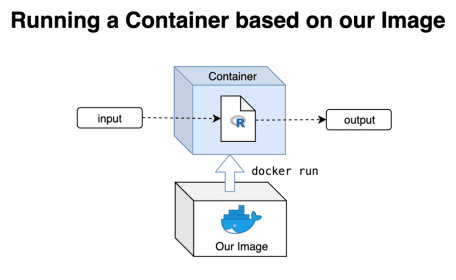 Running a Container based on our Image
Container
input
R
output
docker run
Our Image